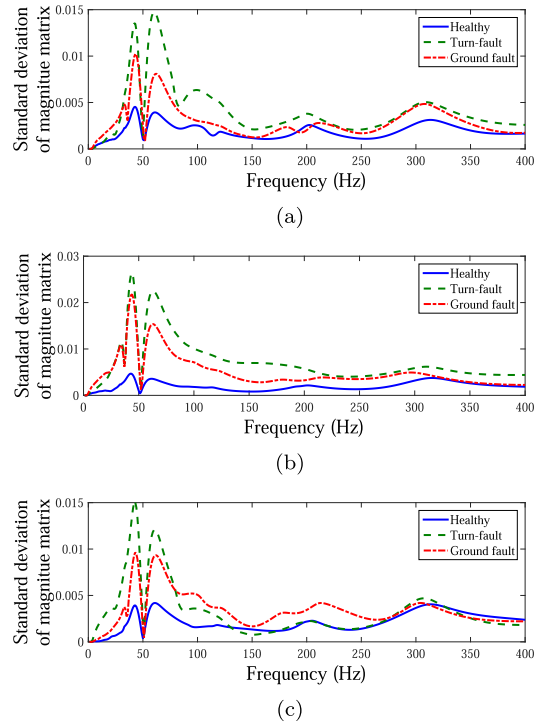 0.015
0.01
0.005
0
Standard deviation
of magnitue matrix
Healthy
Turn-fault
Ground fault
0 50 100 150 200 250 300 350 400
Frequency (Hz)
(a)
0.03
0.02
0.01
0
Standard deviation
of magnitue matrix
Healthy
Turn-fault
Ground fault
0 50 100 150 200 250 300 350 400
Frequency (Hz)
(b)
0.015
0.01
0.005
0
Standard deviation
of magnitue matrix
Healthy
Turn-fault
Ground fault
0 50 100 150 200 250 300 350 400
Frequency (Hz)
(c)